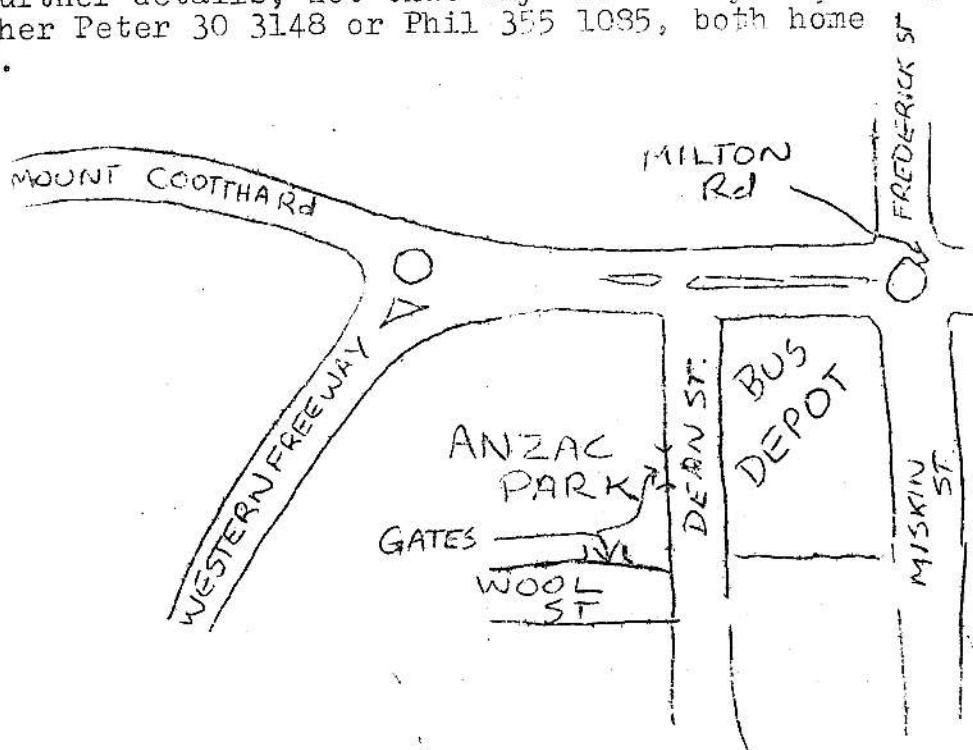 her Peter 30 3148 or Phil 355 1085, both home
.
FREDERICK ST
MILTON
Rd
MOUNT COOTTHA Rd
WESTERN FREEWAY
ANZAC
PARK
GATES
WOOL
ST
DEAN ST.
BUS
DEPOT
MISKIN
ST.